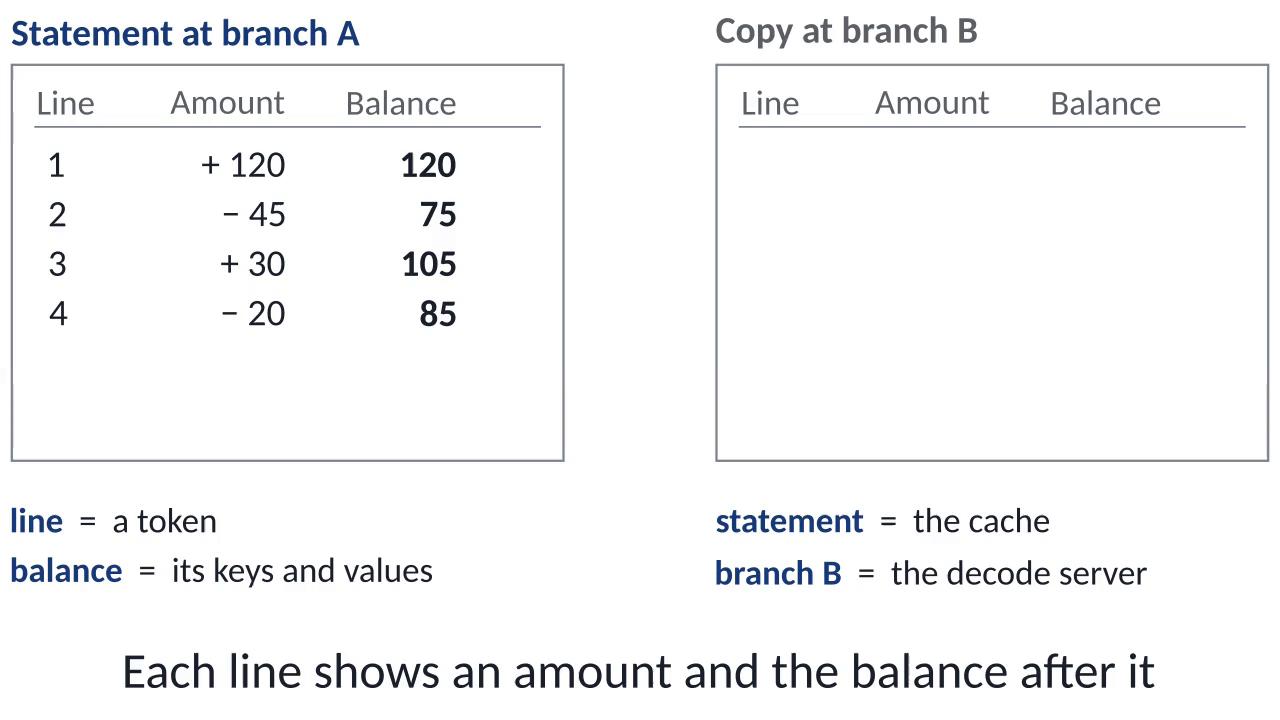 Statement at branch A
Line Amount Balance
1 + 120 120
2 − 45 75
3 + 30 105
4 − 20 85
Copy at branch B
Line Amount Balance
line = a token
balance = its keys and values
statement = the cache
branch B = the decode server
Each line shows an amount and the balance after it